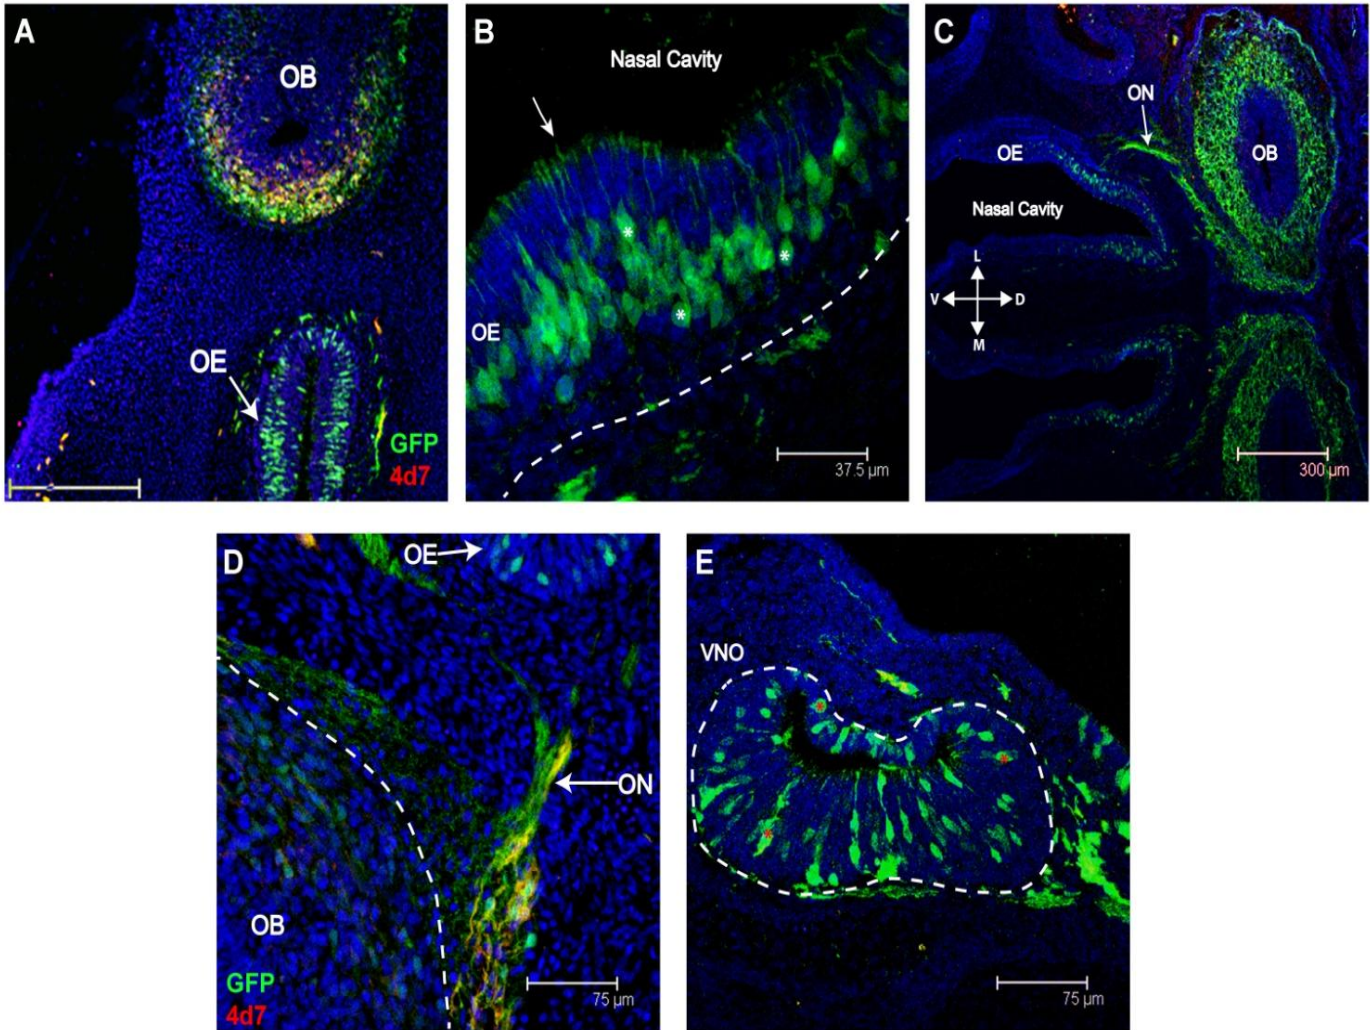 A
OB
OE
GFP
4d7
B
Nasal Cavity
*
*
*
OE
37.5 µm
C
ON
OE
OB
Nasal Cavity
L
V
D
M
300 µm
D
OE
ON
OB
GFP
4d7
75 µm
E
VNO
*
*
*
75 µm